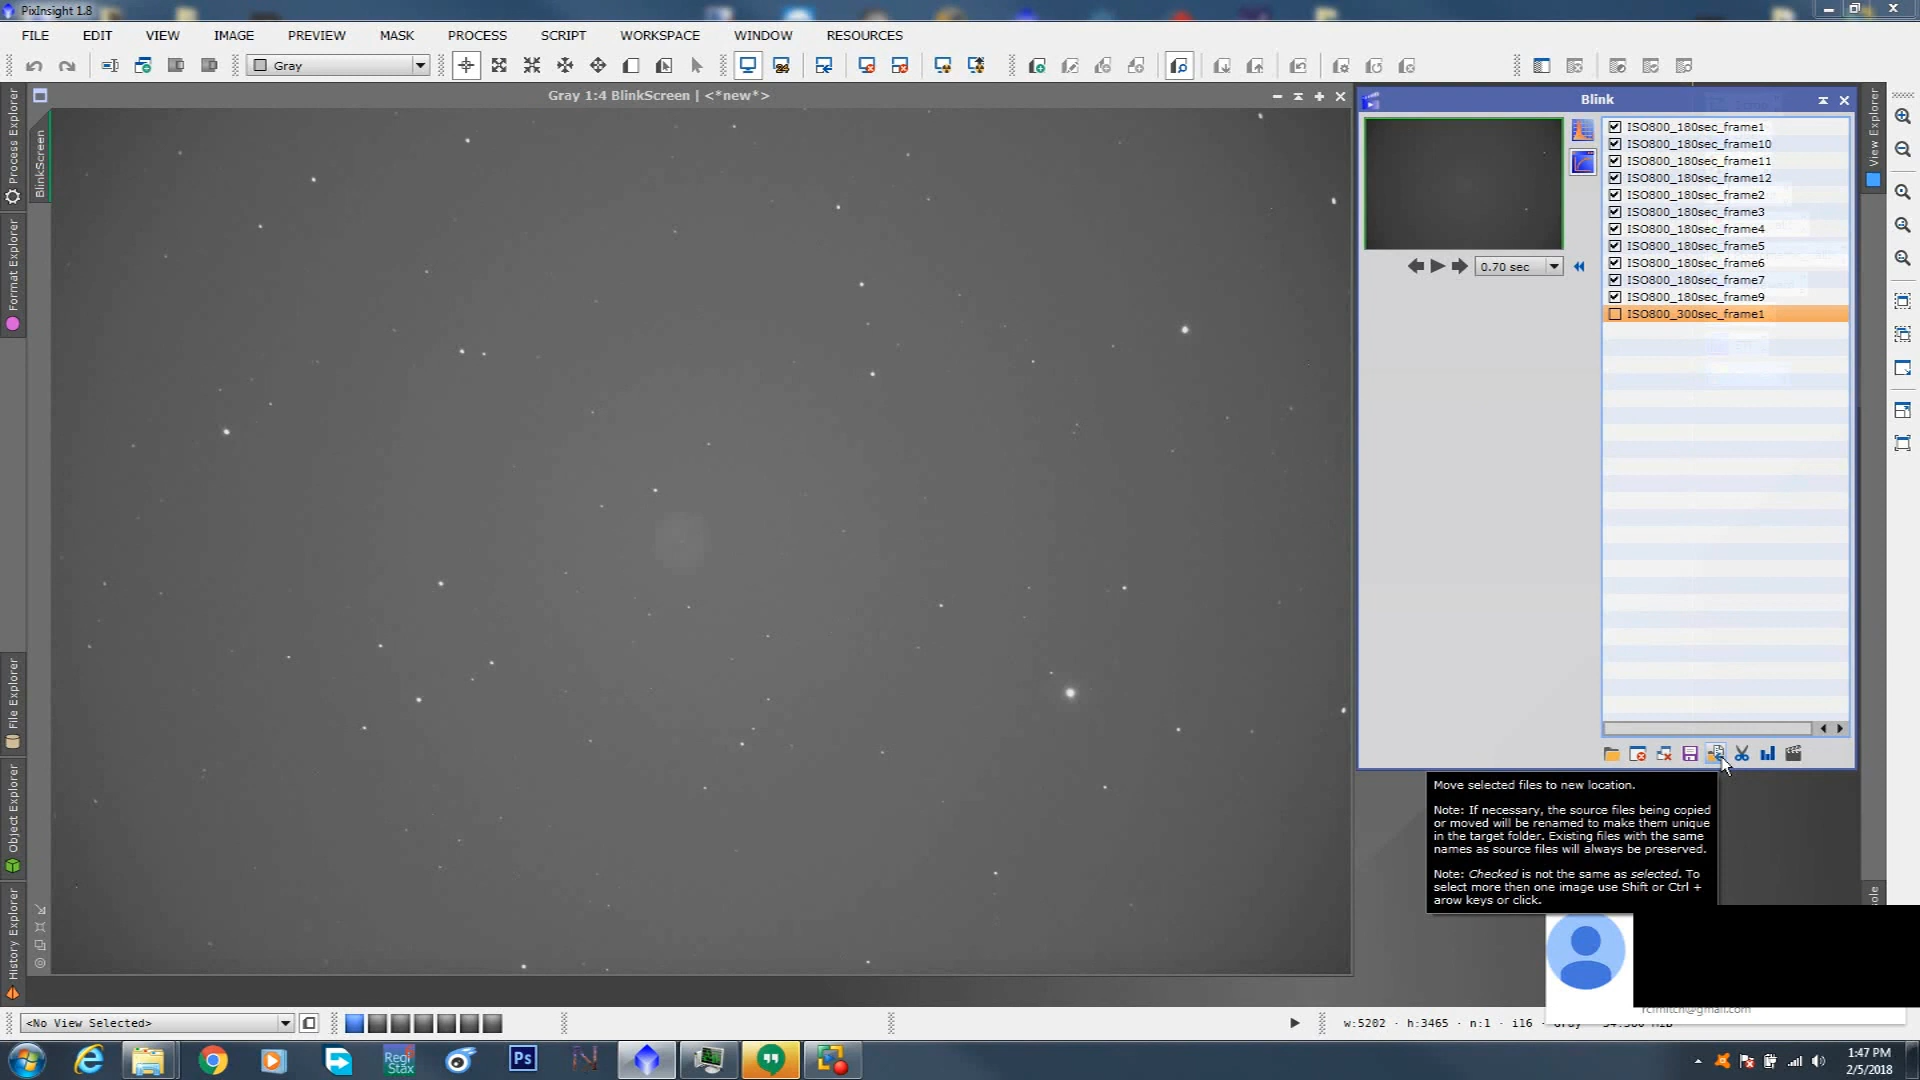 PixInsight 1.8
FILE EDIT VIEW IMAGE PREVIEW MASK PROCESS SCRIPT WORKSPACE WINDOW RESOURCES
24
Gray
Gray 1:4 BlinkScreen | <*new*>
Process Explorer
Format Explorer
File Explorer
Object Explorer
History Explorer
BlinkScreen
Blink
0.70 sec
ISO800_180sec_frame1
ISO800_180sec_frame10
ISO800_180sec_frame11
ISO800_180sec_frame12
ISO800_180sec_frame2
ISO800_180sec_frame3
ISO800_180sec_frame4
ISO800_180sec_frame5
ISO800_180sec_frame6
ISO800_180sec_frame7
ISO800_180sec_frame9
ISO800_300sec_frame1
View Explorer
Move selected files to new location.
Note: If necessary, the source files being copied
or moved will be renamed to make them unique
in the target folder. Existing files with the same
names as source files will always be preserved.
Note: Checked is not the same as selected. To
select more then one image use Shift or Ctrl +
arow keys or click.
<No View Selected>
w:5202 · h:3465 · n:1 · i16 ·
Regi
Stax
Ps
1:47 PM
2/5/2018